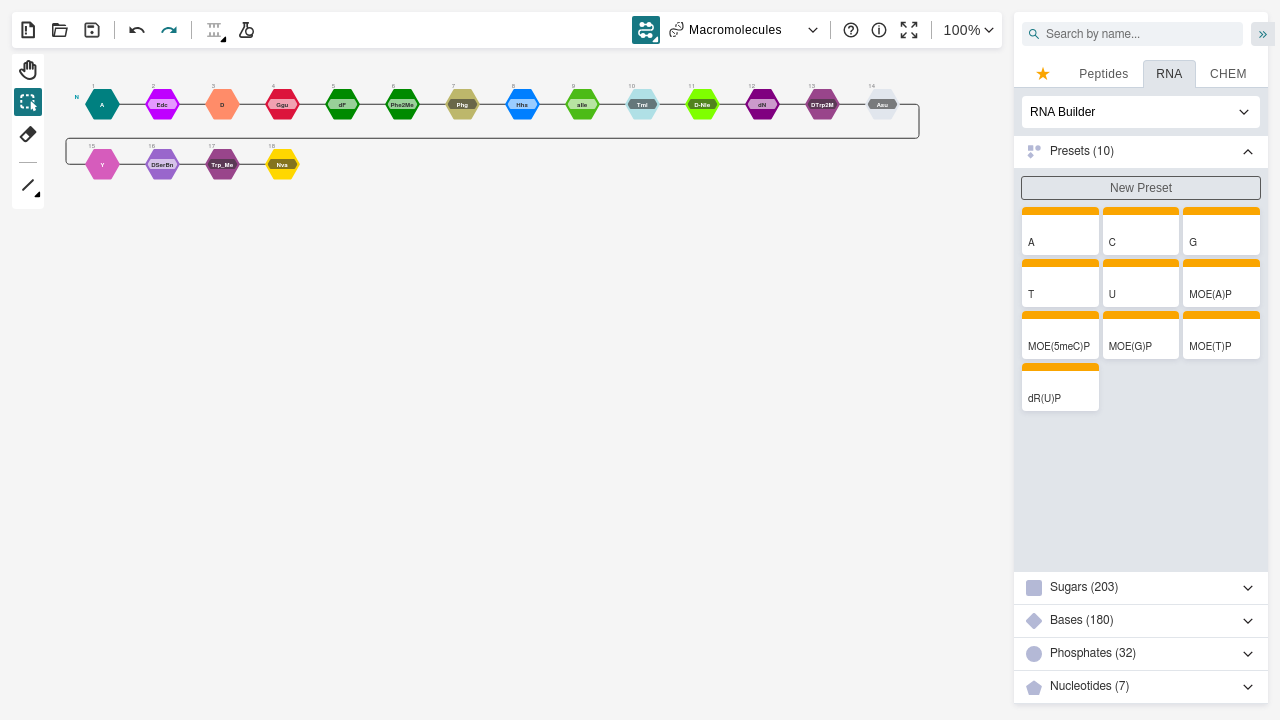 Macromolecules
100%
Search by name...
Peptides RNA CHEM
RNA Builder
Presets (10)
New Preset
A C G
T U MOE(A)P
MOE(5meC)P MOE(G)P MOE(T)P
dR(U)P
Sugars (203)
Bases (180)
Phosphates (32)
Nucleotides (7)
1 2 3 4 5 6 7 8 9 10 11 12 13 14
N A Edc D Ggu dF Phe2Me Phg Hha aIle Tml D-Nle dN DTrp2M Asu
15 16 17 18
Y DSerBn Trp_Me Nva